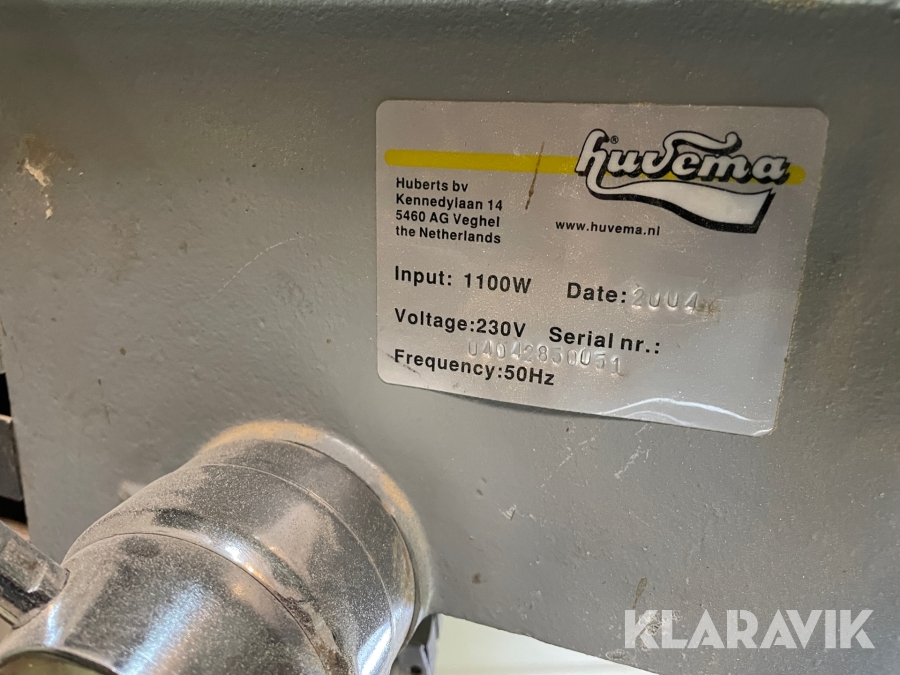 huvema®
Huberts bv
Kennedylaan 14
5460 AG Veghel
the Netherlands
www.huvema.nl
Input: 1100W Date: 2004
Voltage:230V Serial nr.:
Frequency:50Hz
KLARAVIK